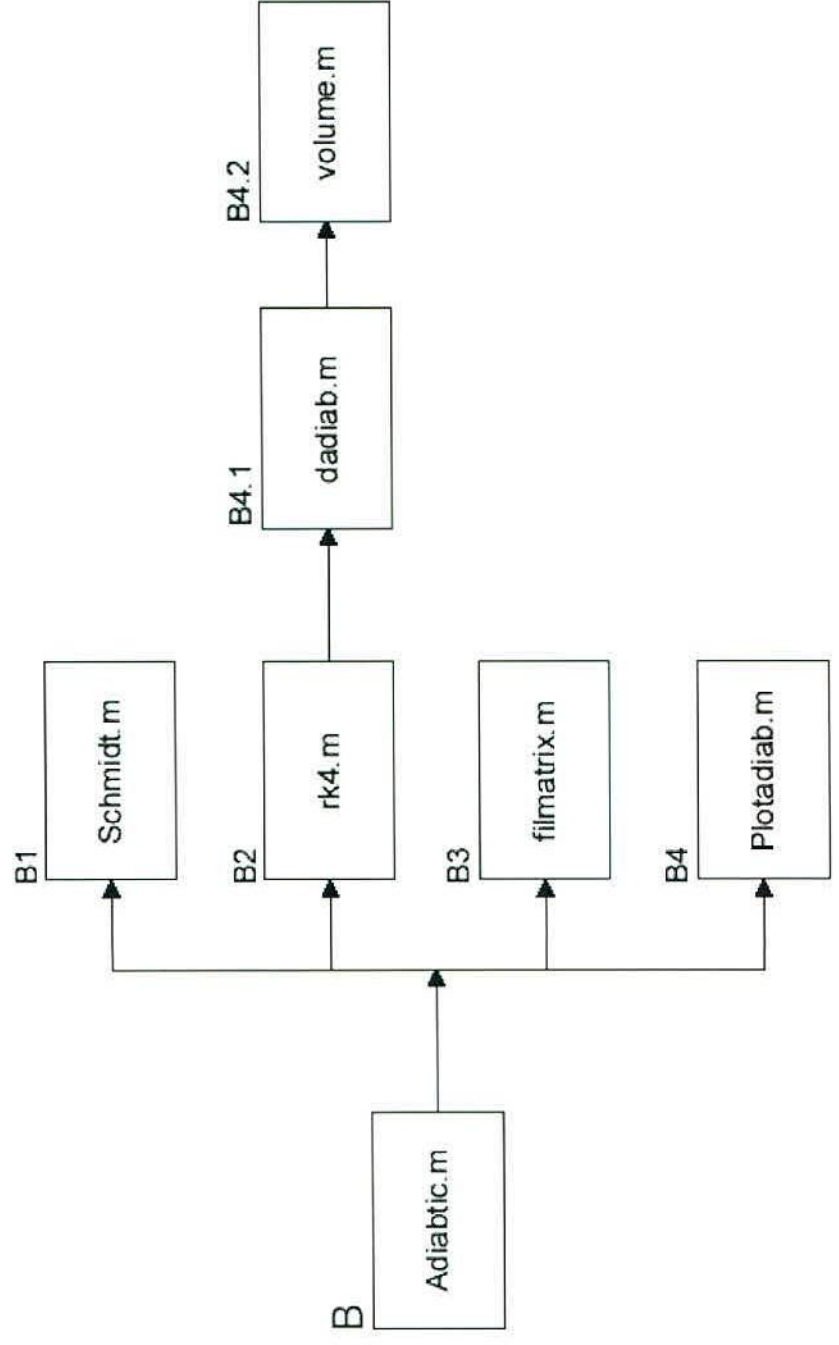 B
Adiabtic.m
B1
Schmidt.m
B2
rk4.m
B4.1
dadiab.m
B4.2
volume.m
B3
filmatrix.m
B4
Plotadiab.m